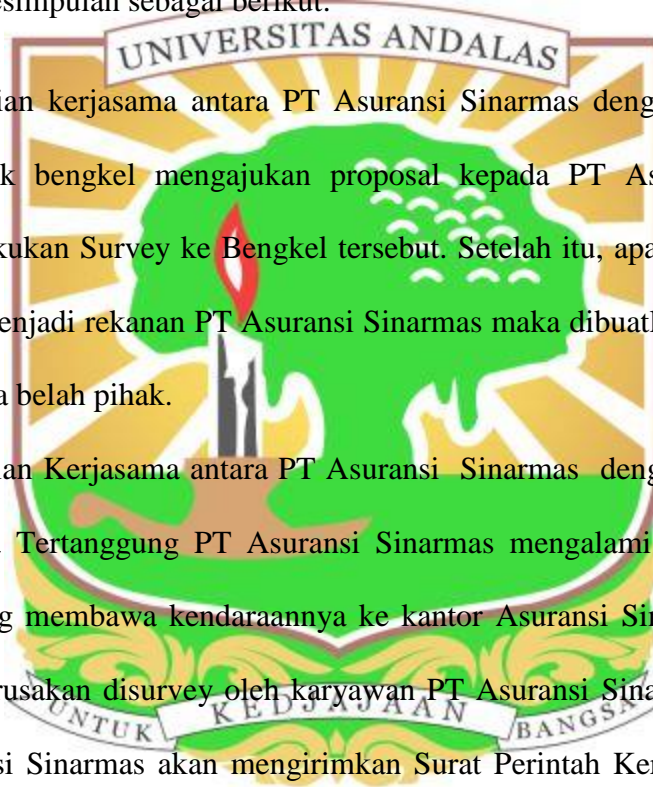 simpulan sebagai berikut.
UNIVERSITAS ANDALAS
ian kerjasama antara PT Asuransi Sinarmas deng
k bengkel mengajukan proposal kepada PT As
kukan Survey ke Bengkel tersebut. Setelah itu, apa
enjadi rekanan PT Asuransi Sinarmas maka dibuatl
a belah pihak.
ian Kerjasama antara PT Asuransi Sinarmas deng
Tertanggung PT Asuransi Sinarmas mengalami
g membawa kendaraannya ke kantor Asuransi Sin
rusakan disurvey oleh karyawan PT Asuransi Sina
UNTUK KEDJAJAAN BANGSA
si Sinarmas akan mengirimkan Surat Perintah Ker